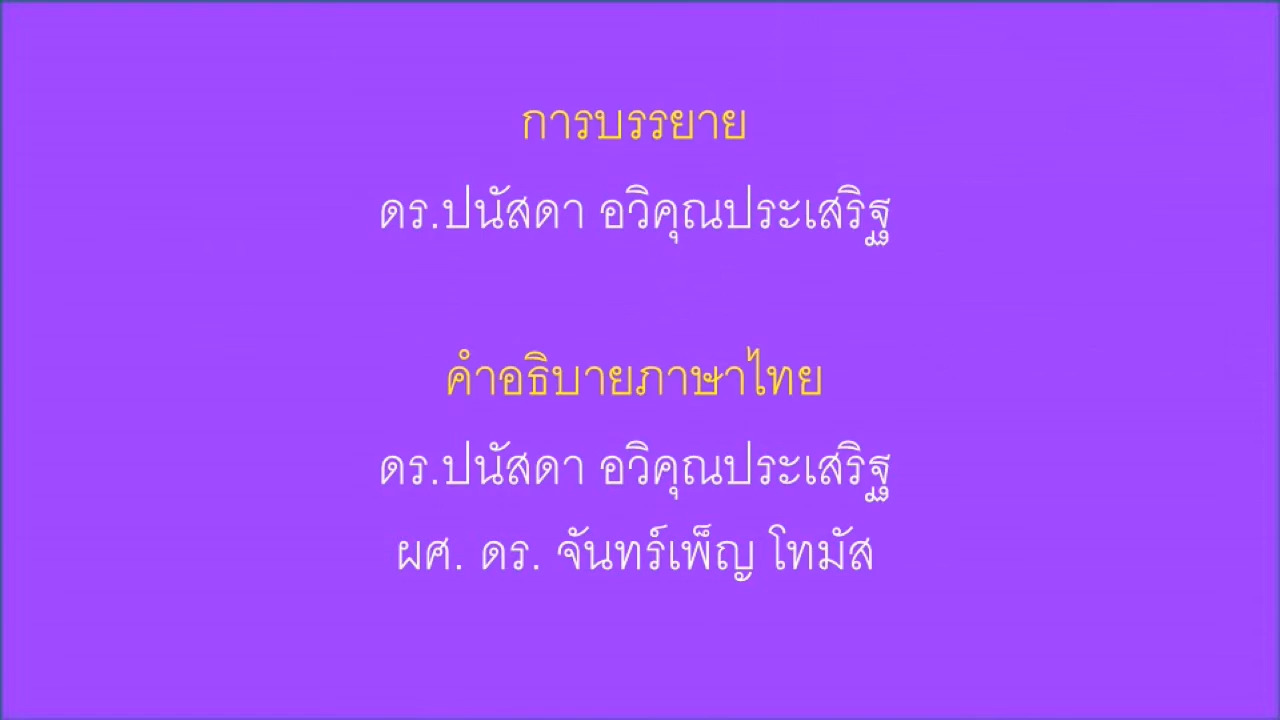 การบรรยาย
ดร.ปนัสดา อวิคุณประเสริฐ
คำอธิบายภาษาไทย
ดร.ปนัสดา อวิคุณประเสริฐ
ผศ. ดร. จันทร์เพ็ญ โทมัส